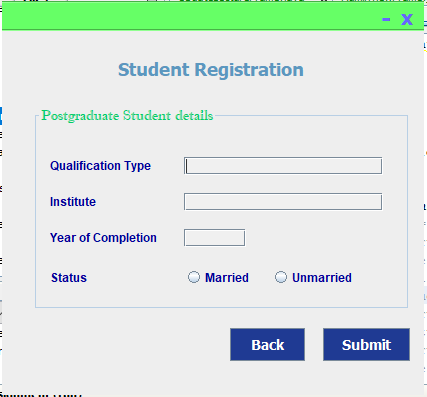 - x
Student Registration
Postgraduate Student details
Qualification Type
Institute
Year of Completion
Status Married Unmarried
Back Submit